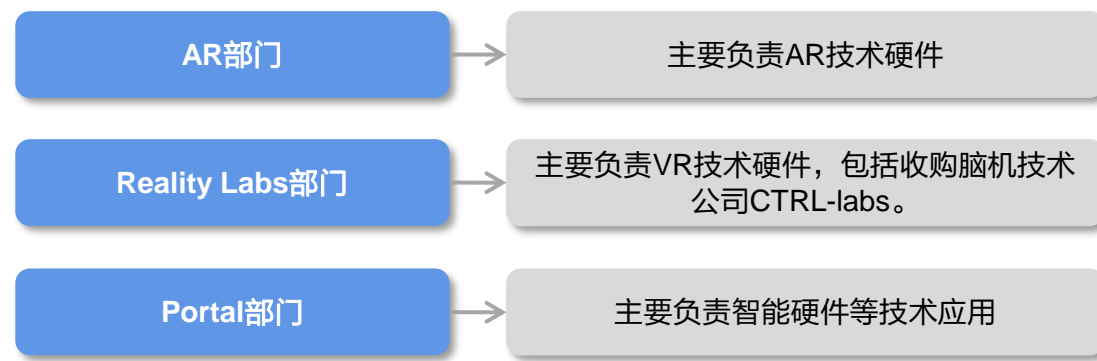 AR部门
主要负责AR技术硬件
Reality Labs部门
主要负责VR技术硬件，包括收购脑机技术
公司CTRL-labs。
Portal部门
主要负责智能硬件等技术应用